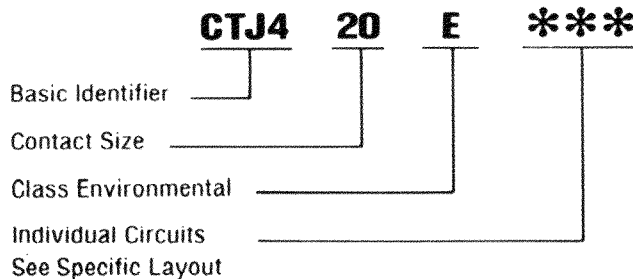 CTJ4 20 E ***
Basic Identifier
Contact Size
Class Environmental
Individual Circuits
See Specific Layout